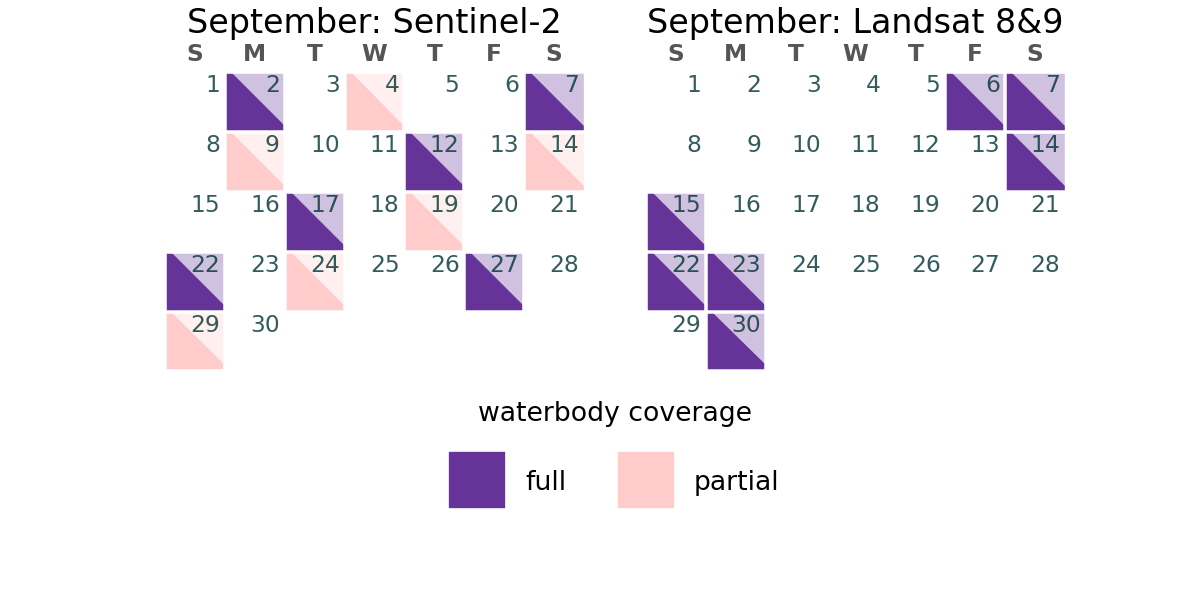 September: Sentinel-2
S M T W T F S
1 2 3 4 5 6 7
8 9 10 11 12 13 14
15 16 17 18 19 20 21
22 23 24 25 26 27 28
29 30
September: Landsat 8&9
S M T W T F S
1 2 3 4 5 6 7
8 9 10 11 12 13 14
15 16 17 18 19 20 21
22 23 24 25 26 27 28
29 30
waterbody coverage
full partial